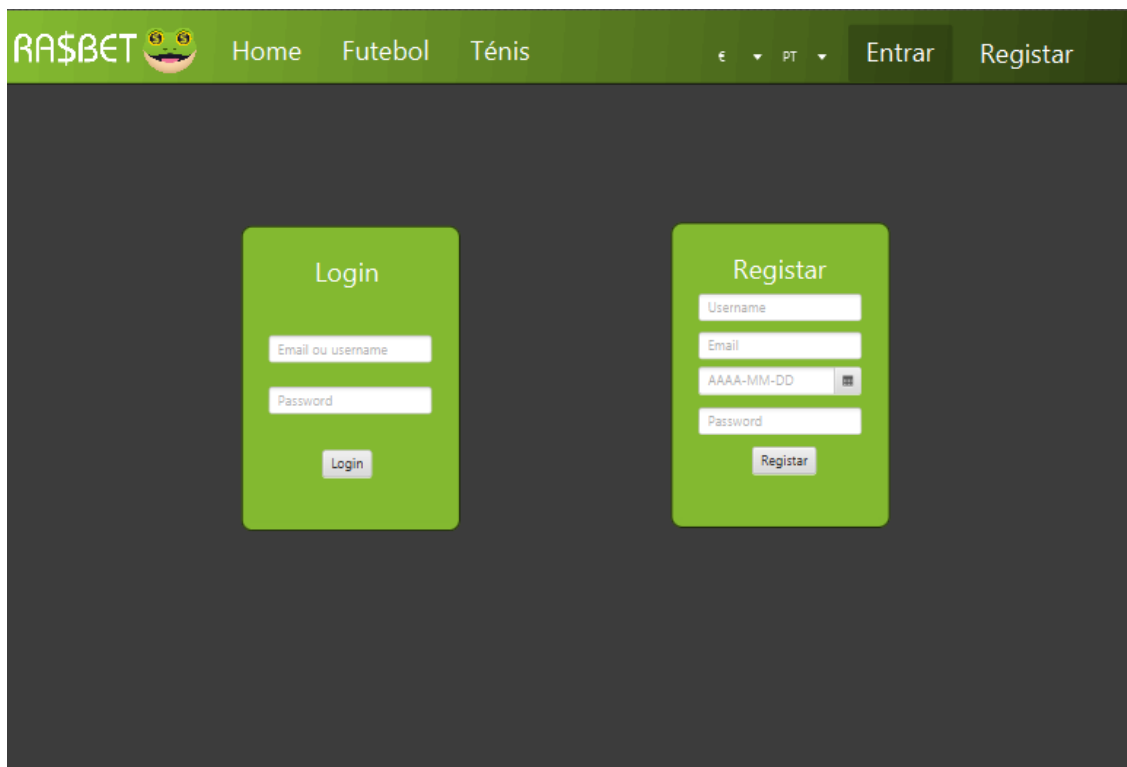 RA$BET Home Futebol Ténis € PT Entrar Registar
Login
Email ou username
Password
Login
Registar
Username
Email
AAAA-MM-DD
Password
Registar